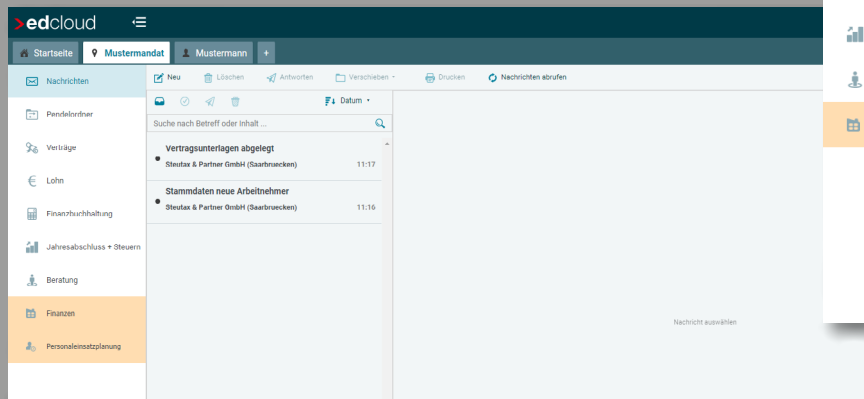 >edcloud
Startseite
Mustermandat
Mustermann
+
Nachrichten
Pendelordner
Verträge
Lohn
Finanzbuchhaltung
Jahresabschluss + Steuern
Beratung
Finanzen
Personaleinsatzplanung
Neu
Löschen
Antworten
Verschieben
Drucken
Nachrichten abrufen
Datum
Suche nach Betreff oder Inhalt ...
Vertragsunterlagen abgelegt
Steutax & Partner GmbH (Saarbruecken) 11:17
Stammdaten neue Arbeitnehmer
Steutax & Partner GmbH (Saarbruecken) 11:16
Nachricht auswählen